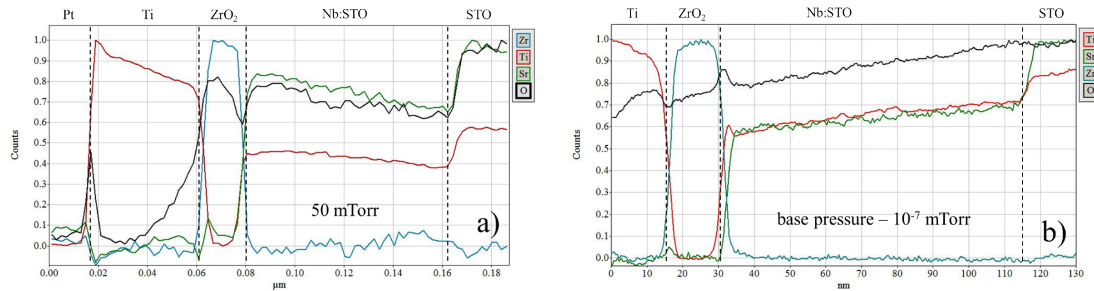 Pt Ti ZrO₂ Nb:STO STO
1.0
0.9
0.8
0.7
0.6
0.5
0.4
0.3
0.2
0.1
0.0
Counts
0.00 0.02 0.04 0.06 0.08 0.10 0.12 0.14 0.16 0.18
µm
Zr
Ti
Sr
O
50 mTorr
a)
Ti ZrO₂ Nb:STO STO
1.0
0.9
0.8
0.7
0.6
0.5
0.4
0.3
0.2
0.1
0.0
Counts
0 10 20 30 40 50 60 70 80 90 100 110 120 130
nm
Ti
Sr
Zr
O
base pressure – 10⁻⁷ mTorr
b)